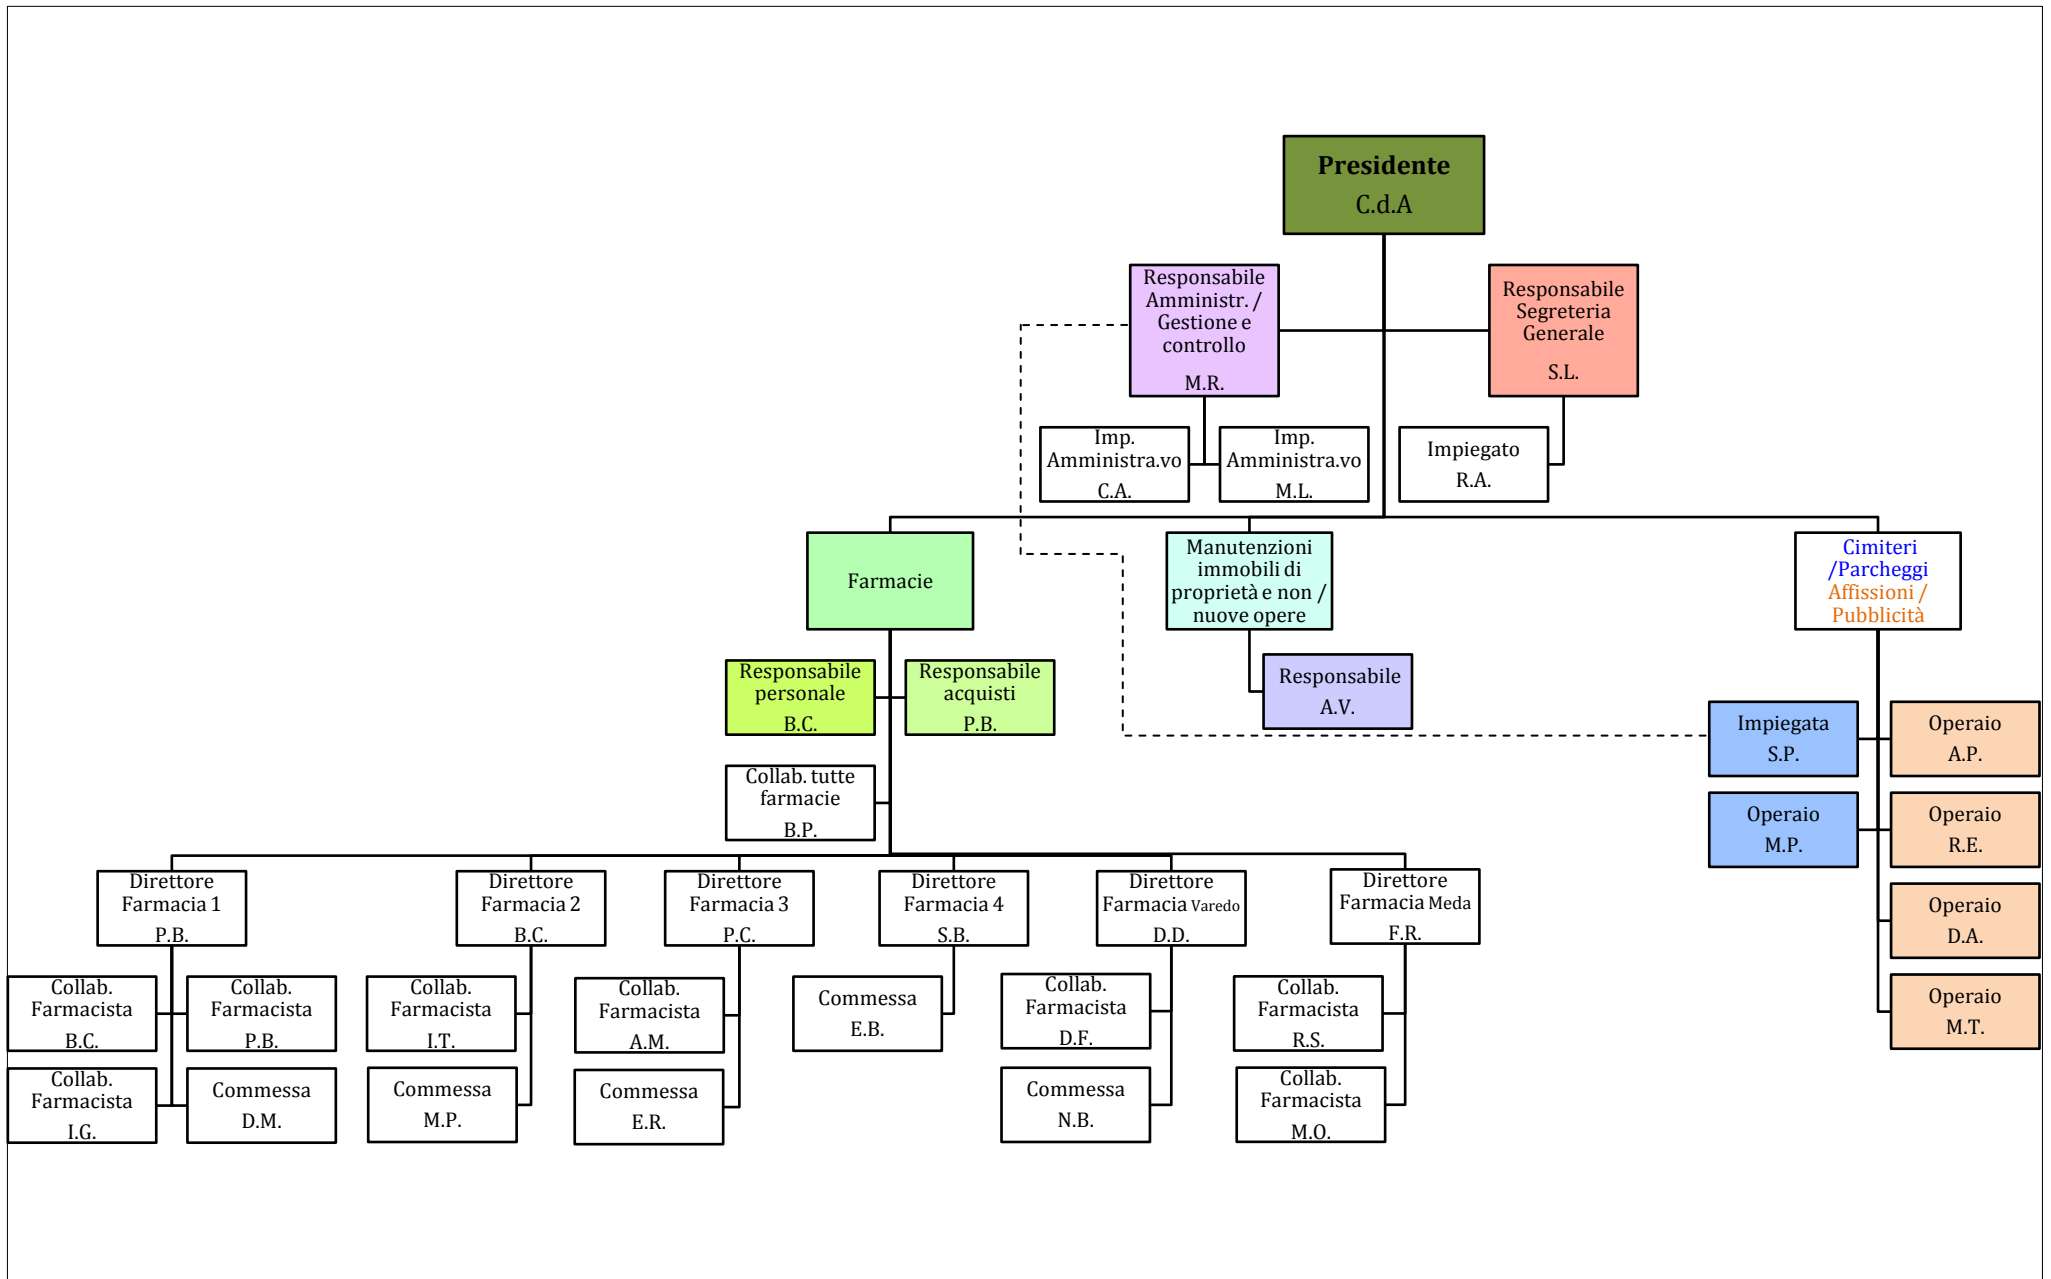 Presidente
C.d.A
Responsabile
Amministr. /
Gestione e
controllo
M.R.
Responsabile
Segreteria
Generale
S.L.
Imp.
Amministra.vo
C.A.
Imp.
Amministra.vo
M.L.
Impiegato
R.A.
Farmacie
Manutenzioni
immobili di
proprietà e non /
nuove opere
Cimiteri
/Parcheggi
Affissioni /
Pubblicità
Responsabile
personale
B.C.
Responsabile
acquisti
P.B.
Responsabile
A.V.
Impiegata
S.P.
Operaio
A.P.
Collab. tutte
farmacie
B.P.
Operaio
M.P.
Operaio
R.E.
Direttore
Farmacia 1
P.B.
Direttore
Farmacia 2
B.C.
Direttore
Farmacia 3
P.C.
Direttore
Farmacia 4
S.B.
Direttore
Farmacia Varedo
D.D.
Direttore
Farmacia Meda
F.R.
Operaio
D.A.
Collab.
Farmacista
B.C.
Collab.
Farmacista
P.B.
Collab.
Farmacista
I.T.
Collab.
Farmacista
A.M.
Commessa
E.B.
Collab.
Farmacista
D.F.
Collab.
Farmacista
R.S.
Operaio
M.T.
Collab.
Farmacista
I.G.
Commessa
D.M.
Commessa
M.P.
Commessa
E.R.
Commessa
N.B.
Collab.
Farmacista
M.O.